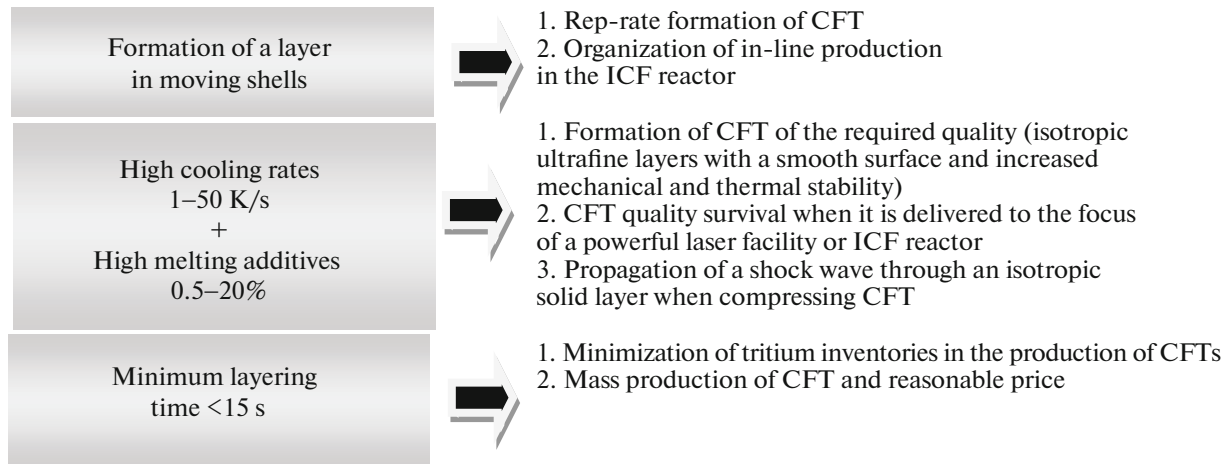 Formation of a layer
in moving shells
1. Rep-rate formation of CFT
2. Organization of in-line production
in the ICF reactor
High cooling rates
1–50 K/s
+
High melting additives
0.5–20%
1. Formation of CFT of the required quality (isotropic
ultrafine layers with a smooth surface and increased
mechanical and thermal stability)
2. CFT quality survival when it is delivered to the focus
of a powerful laser facility or ICF reactor
3. Propagation of a shock wave through an isotropic
solid layer when compressing CFT
Minimum layering
time <15 s
1. Minimization of tritium inventories in the production of CFTs
2. Mass production of CFT and reasonable price